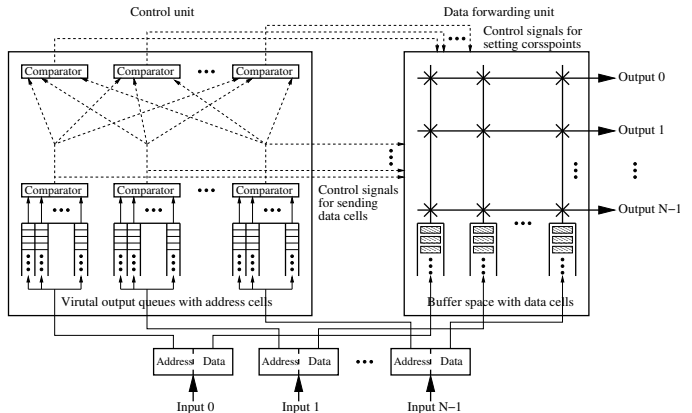 Control unit
Data forwarding unit
Control signals for
setting corsspoints
Comparator
Comparator
Comparator
Output 0
Output 1
Comparator
Comparator
Comparator
Control signals
for sending
data cells
Output N−1
Virutal output queues with address cells
Buffer space with data cells
Address
Data
Address
Data
Address
Data
Input 0
Input 1
Input N−1